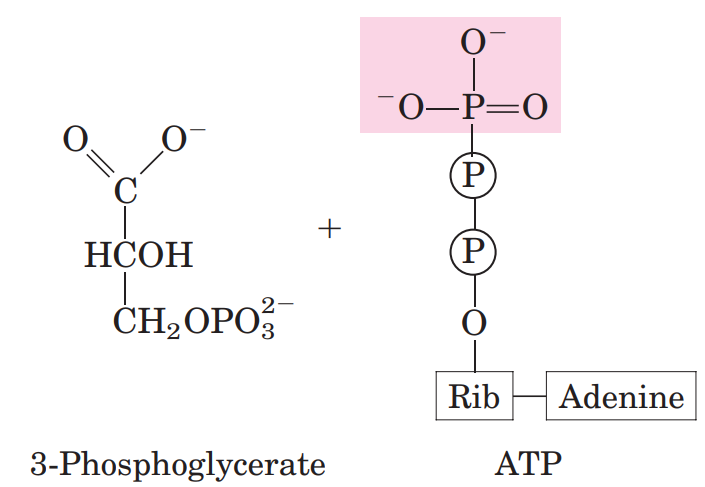 O⁻
⁻O—P=O
O O⁻
C
P
+
HCOH
P
CH₂OPO₃²⁻
O
Rib — Adenine
3-Phosphoglycerate ATP